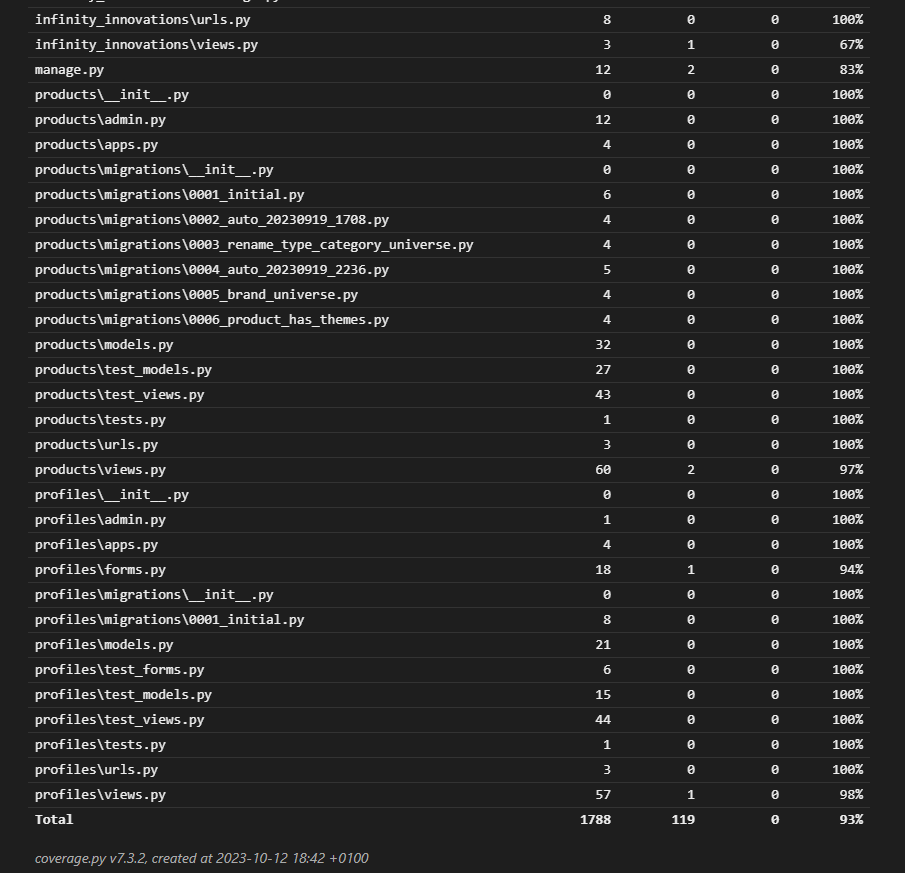 infinity_innovations\urls.py 8 0 0 100%
infinity_innovations\views.py 3 1 0 67%
manage.py 12 2 0 83%
products\__init__.py 0 0 0 100%
products\admin.py 12 0 0 100%
products\apps.py 4 0 0 100%
products\migrations\__init__.py 0 0 0 100%
products\migrations\0001_initial.py 6 0 0 100%
products\migrations\0002_auto_20230919_1708.py 4 0 0 100%
products\migrations\0003_rename_type_category_universe.py 4 0 0 100%
products\migrations\0004_auto_20230919_2236.py 5 0 0 100%
products\migrations\0005_brand_universe.py 4 0 0 100%
products\migrations\0006_product_has_themes.py 4 0 0 100%
products\models.py 32 0 0 100%
products\test_models.py 27 0 0 100%
products\test_views.py 43 0 0 100%
products\tests.py 1 0 0 100%
products\urls.py 3 0 0 100%
products\views.py 60 2 0 97%
profiles\__init__.py 0 0 0 100%
profiles\admin.py 1 0 0 100%
profiles\apps.py 4 0 0 100%
profiles\forms.py 18 1 0 94%
profiles\migrations\__init__.py 0 0 0 100%
profiles\migrations\0001_initial.py 8 0 0 100%
profiles\models.py 21 0 0 100%
profiles\test_forms.py 6 0 0 100%
profiles\test_models.py 15 0 0 100%
profiles\test_views.py 44 0 0 100%
profiles\tests.py 1 0 0 100%
profiles\urls.py 3 0 0 100%
profiles\views.py 57 1 0 98%
Total 1788 119 0 93%
coverage.py v7.3.2, created at 2023-10-12 18:42 +0100